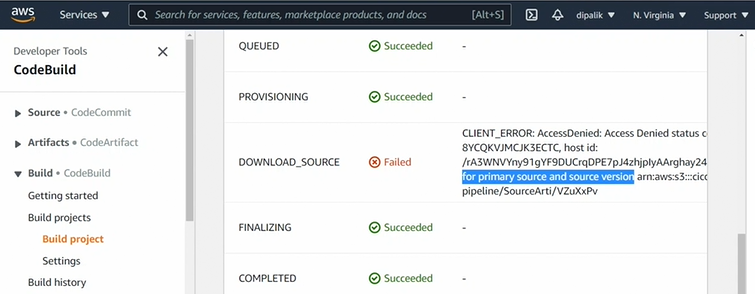 aws
Services ▼
Search for services, features, marketplace products, and docs
[Alt+S]
dipalik ▼
N. Virginia ▼
Support ▼
Developer Tools
CodeBuild
Source • CodeCommit
Artifacts • CodeArtifact
Build • CodeBuild
Getting started
Build projects
Build project
Settings
Build history
QUEUED
Succeeded
-
PROVISIONING
Succeeded
-
DOWNLOAD_SOURCE
Failed
CLIENT_ERROR: AccessDenied: Access Denied status c
8YCQKVJMCJK3ECTC, host id:
/rA3WNVYny91gYF9DUCrqDPE7pJ4zhjpIyAArghay24
for primary source and source version arn:aws:s3:::cicc
pipeline/SourceArti/VZuXxPv
FINALIZING
Succeeded
-
COMPLETED
Succeeded
-